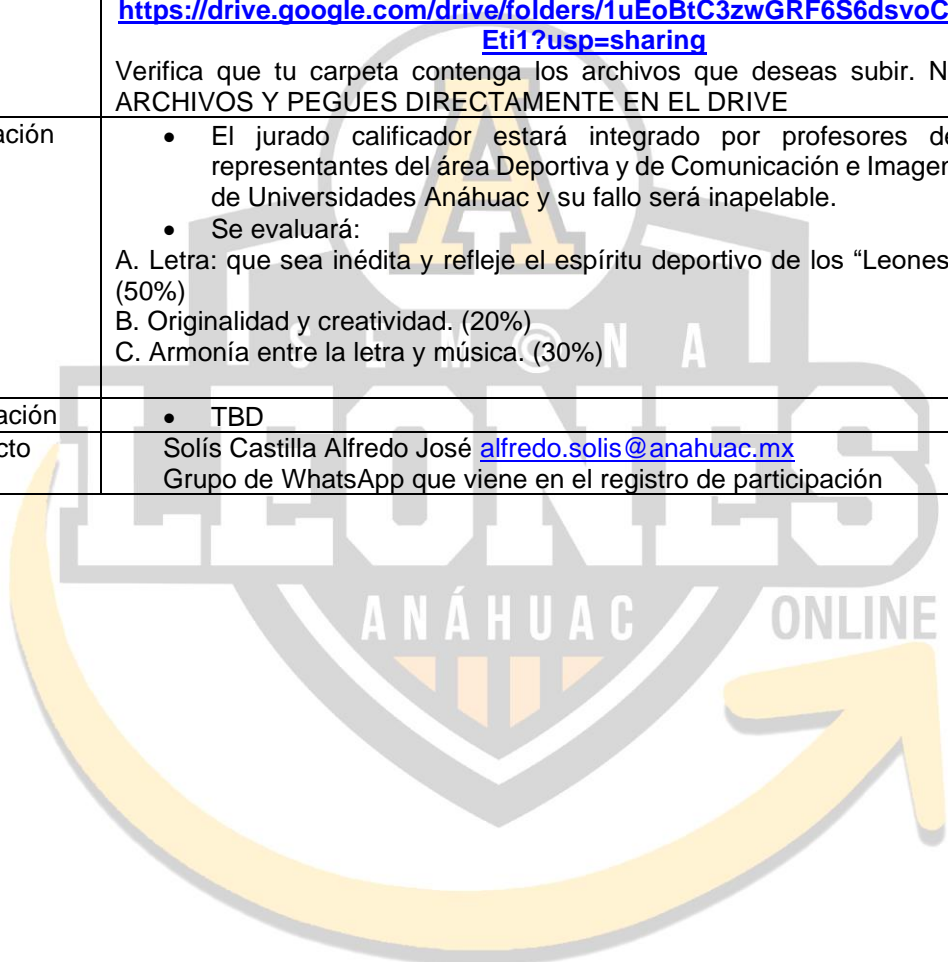 https://drive.google.com/drive/folders/1uEoBtC3zwGRF6S6dsvoC
Eti1?usp=sharing
Verifica que tu carpeta contenga los archivos que deseas subir. N
ARCHIVOS Y PEGUES DIRECTAMENTE EN EL DRIVE
ación
• El jurado calificador estará integrado por profesores de
representantes del área Deportiva y de Comunicación e Imagen
de Universidades Anáhuac y su fallo será inapelable.
• Se evaluará:
A. Letra: que sea inédita y refleje el espíritu deportivo de los “Leones
(50%)
B. Originalidad y creatividad. (20%)
C. Armonía entre la letra y música. (30%)
ación
• TBD
cto
Solís Castilla Alfredo José alfredo.solis@anahuac.mx
Grupo de WhatsApp que viene en el registro de participación
A
SEM@NA
LEONES
ANÁHUAC
ONLINE